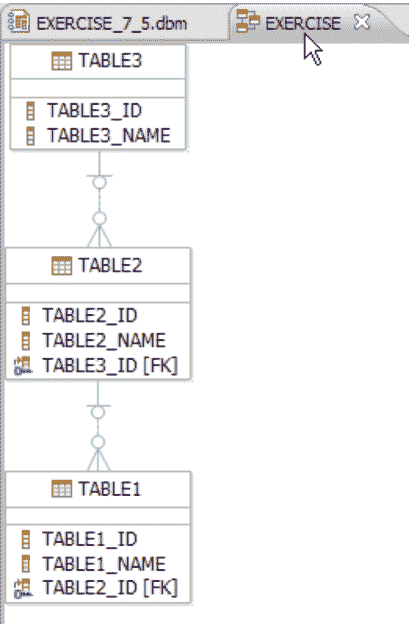 EXERCISE_7_5.dbm EXERCISE
TABLE3
TABLE3_ID
TABLE3_NAME
TABLE2
TABLE2_ID
TABLE2_NAME
TABLE3_ID [FK]
TABLE1
TABLE1_ID
TABLE1_NAME
TABLE2_ID [FK]